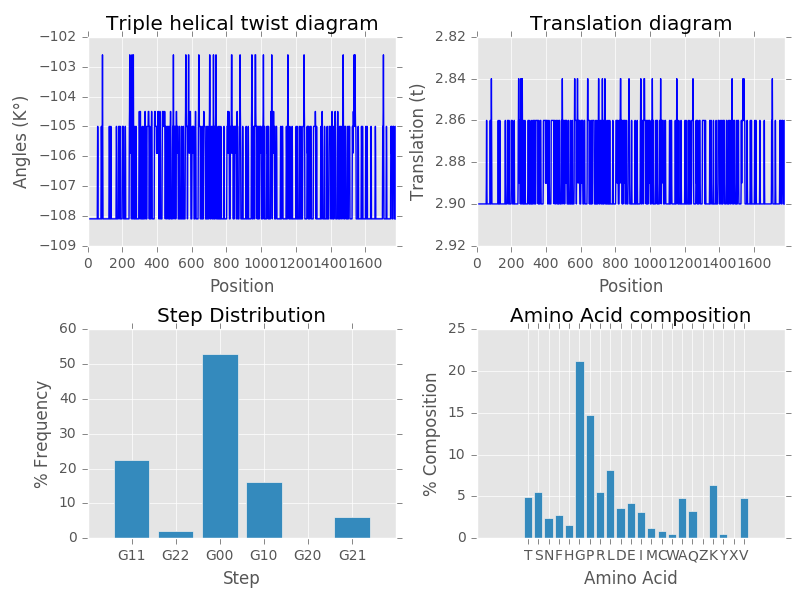 Triple helical twist diagram
−102
−103
−104
−105
−106
−107
−108
−109
Angles (K°)
0 200 400 600 800 1000 1200 1400 1600
Position
Translation diagram
2.82
2.84
2.86
2.88
2.90
2.92
Translation (t)
0 200 400 600 800 1000 1200 1400 1600
Position
Step Distribution
60
50
40
30
20
10
0
% Frequency
G11 G22 G00 G10 G20 G21
Step
Amino Acid composition
25
20
15
10
5
0
% Composition
T S N F H G P R L D E I M C W A Q Z K Y X V
Amino Acid